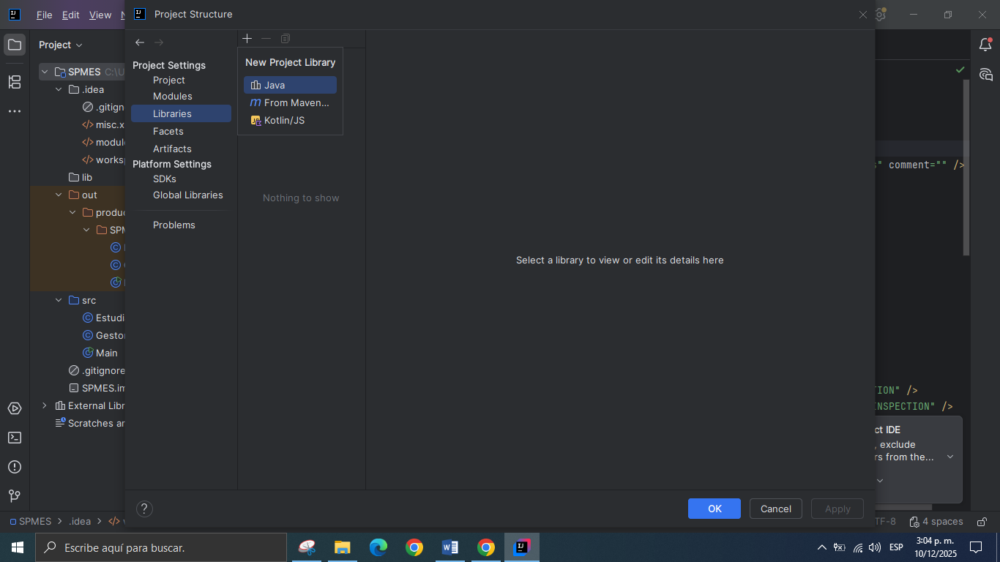 File Edit View
Project Structure
Project
Project Settings
Project
Modules
Libraries
Facets
Artifacts
Platform Settings
SDKs
Global Libraries
Problems
New Project Library
Java
From Maven...
Kotlin/JS
Nothing to show
Select a library to view or edit its details here
SPMES C:\U
.idea
.gitign
misc.x
module
worksp
lib
out
produc
SPM
src
Estudi
Gestor
Main
.gitignore
SPMES.im
External Libr
Scratches an
" comment="" />
TION" />
INSPECTION" />
ct IDE
, exclude
rs from the...
? OK Cancel Apply
SPMES > .idea >
TF-8 4 spaces
Escribe aquí para buscar.
ESP
3:04 p. m.
10/12/2025